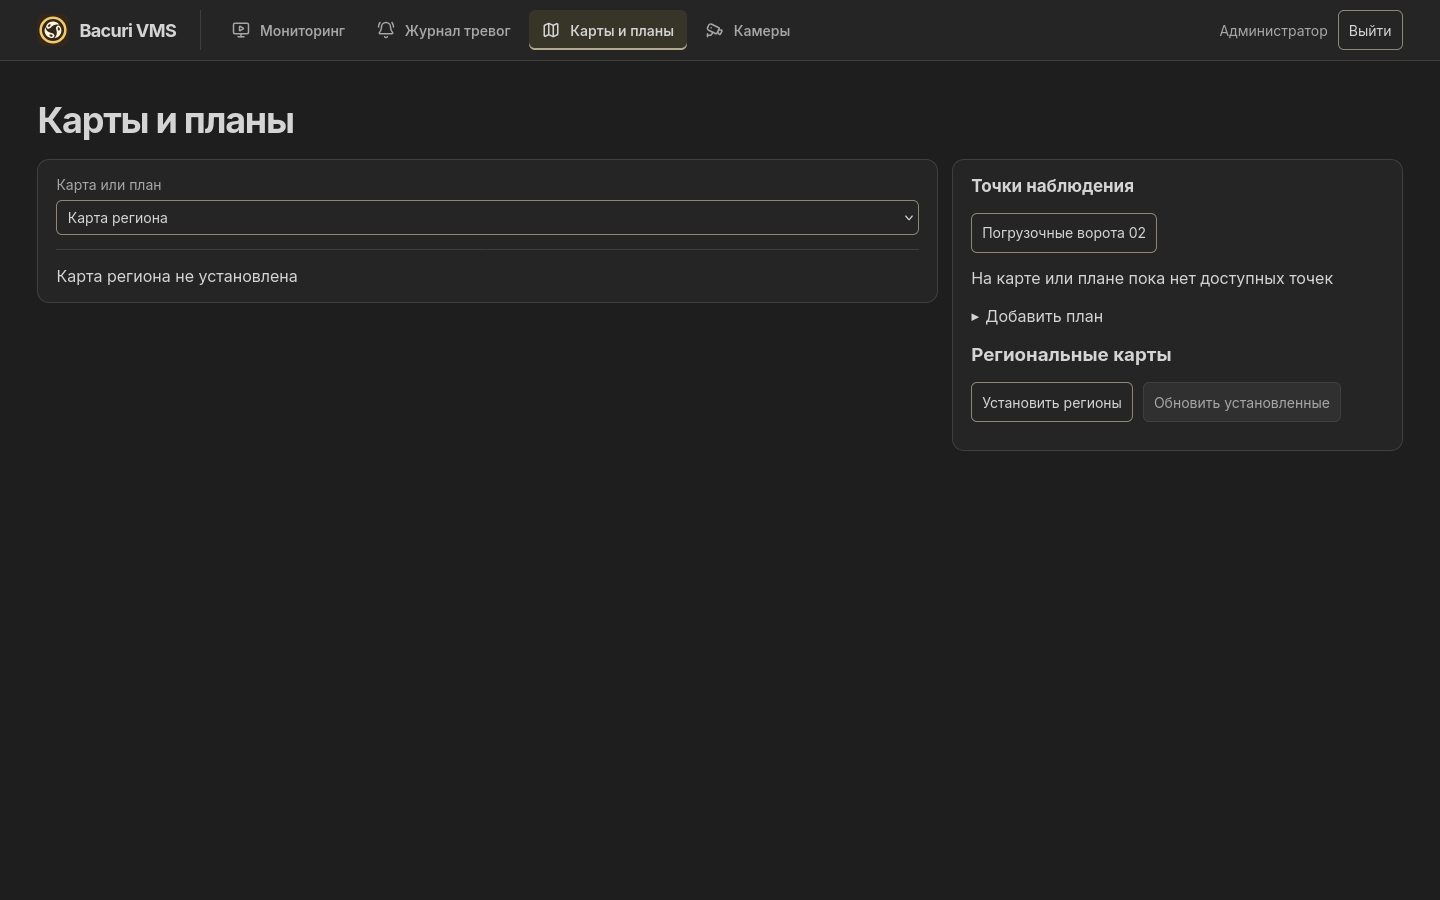 Bacuri VMS
Мониторинг
Журнал тревог
Карты и планы
Камеры
Администратор
Выйти
Карты и планы
Карта или план
Карта региона
Карта региона не установлена
Точки наблюдения
Погрузочные ворота 02
На карте или плане пока нет доступных точек
Добавить план
Региональные карты
Установить регионы
Обновить установленные